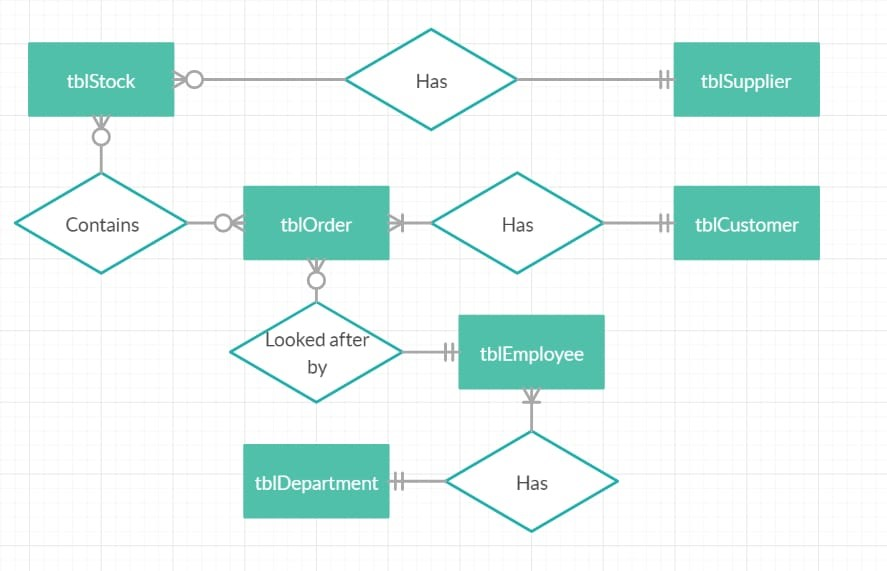 tblStock
Has
tblSupplier
Contains
tblOrder
Has
tblCustomer
Looked after
by
tblEmployee
tblDepartment
Has